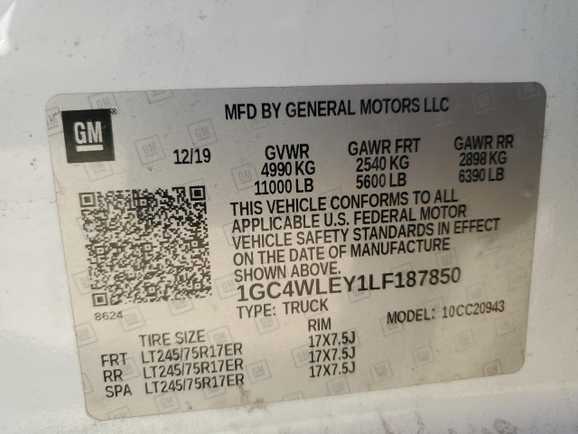 GM
MFD BY GENERAL MOTORS LLC
12/19 GVWR GAWR FRT GAWR RR
4990 KG 2540 KG 2898 KG
11000 LB 5600 LB 6390 LB
THIS VEHICLE CONFORMS TO ALL
APPLICABLE U.S. FEDERAL MOTOR
VEHICLE SAFETY STANDARDS IN EFFECT
ON THE DATE OF MANUFACTURE
SHOWN ABOVE.
1GC4WLEY1LF187850
8624 TYPE: TRUCK MODEL: 10CC20943
TIRE SIZE RIM
FRT LT245/75R17ER 17X7.5J
RR LT245/75R17ER 17X7.5J
SPA LT245/75R17ER 17X7.5J